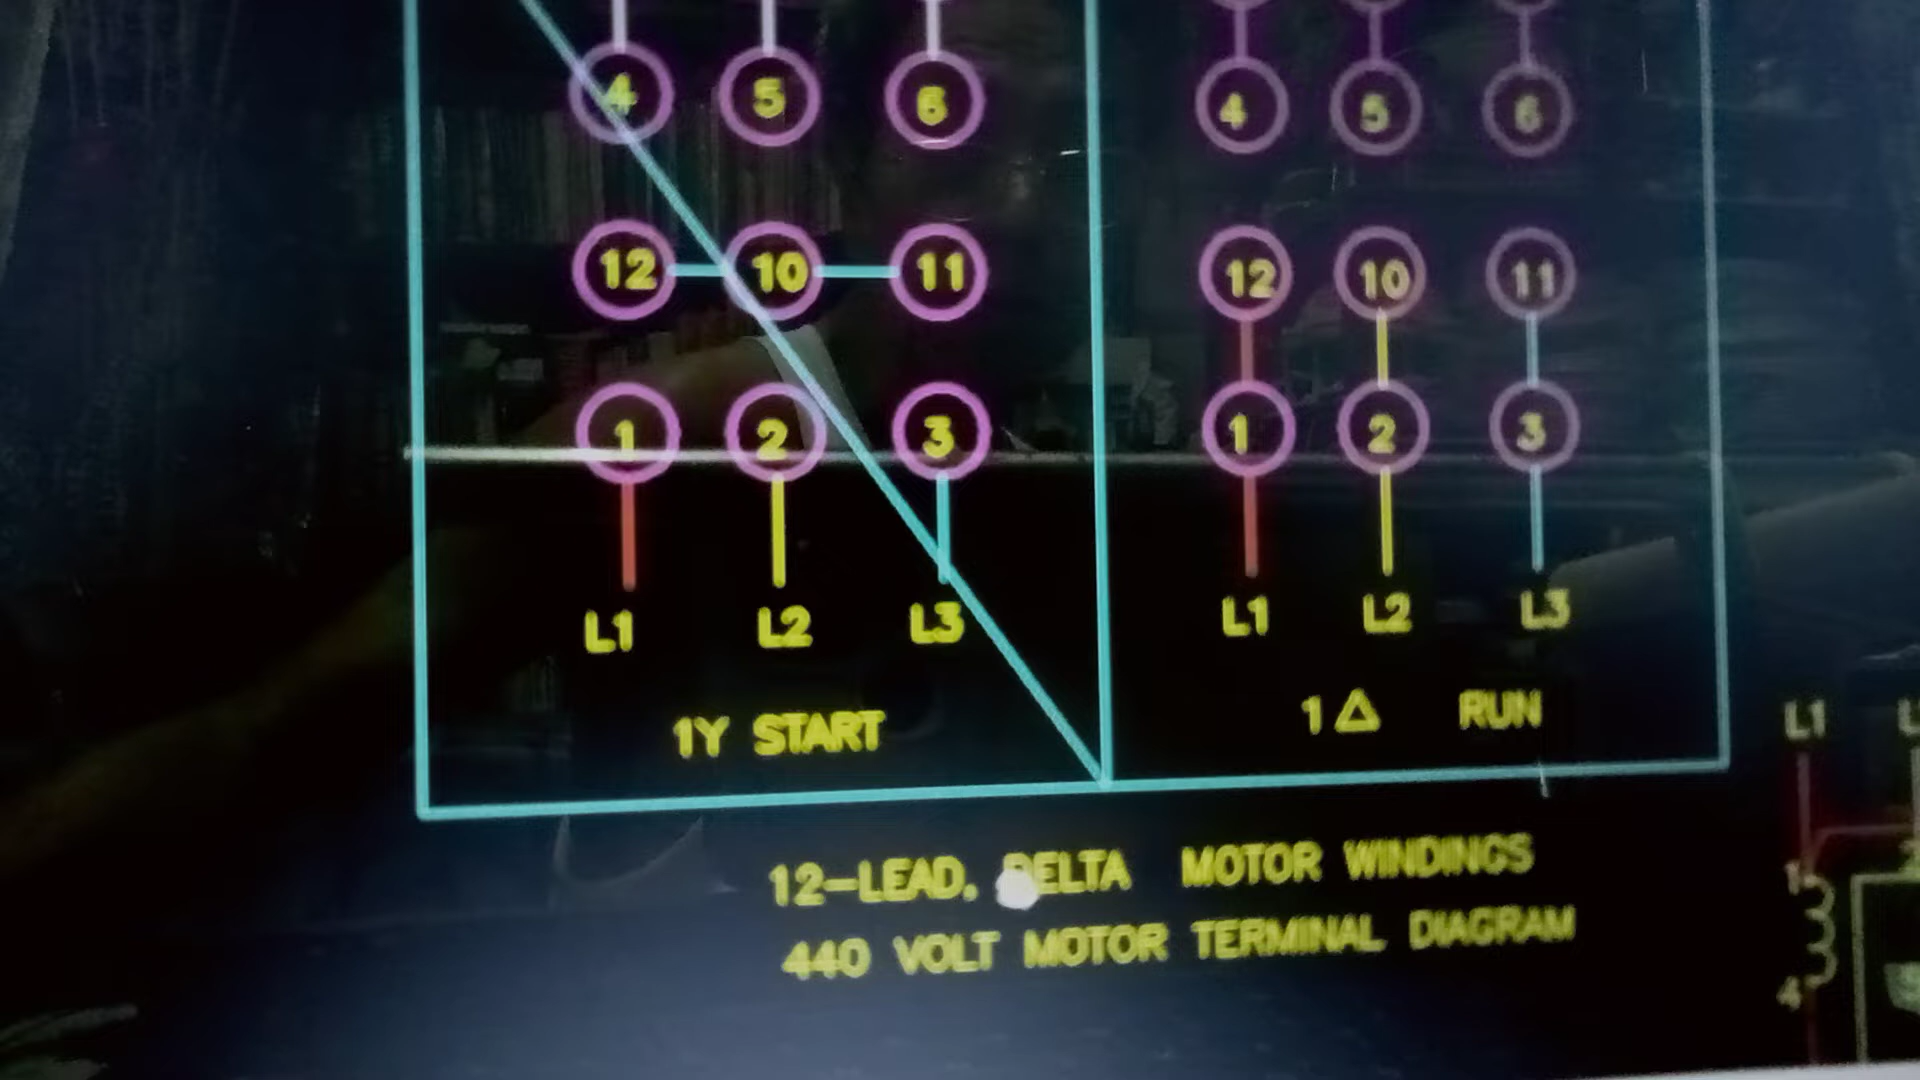 4 5 6 4 5 6
12 10 11 12 10 11
1 2 3 1 2 3
L1 L2 L3 L1 L2 L3
1Y START 1△ RUN
L1
12-LEAD, DELTA MOTOR WINDINGS
440 VOLT MOTOR TERMINAL DIAGRAM
1
4